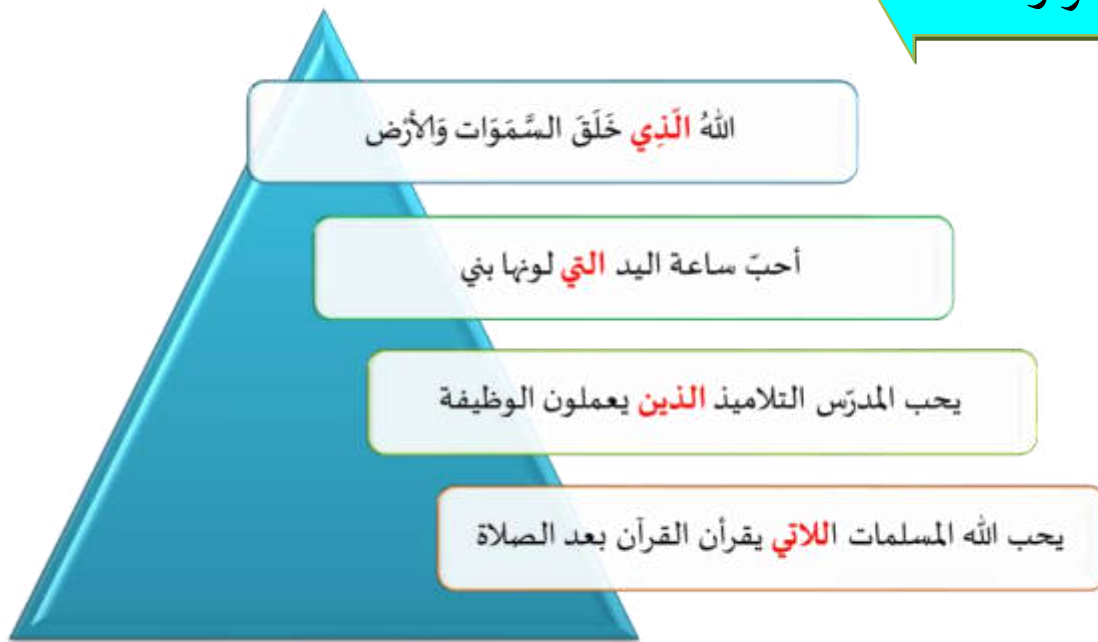 اللهُ الّذِي خَلَقَ السَّمَوَات وَالأَرْض
أحبّ ساعة اليد التي لونها بني
يحب المدرّس التلاميذ الذين يعملون الوظيفة
يحب الله المسلمات اللاتي يقرأن القرآن بعد الصلاة